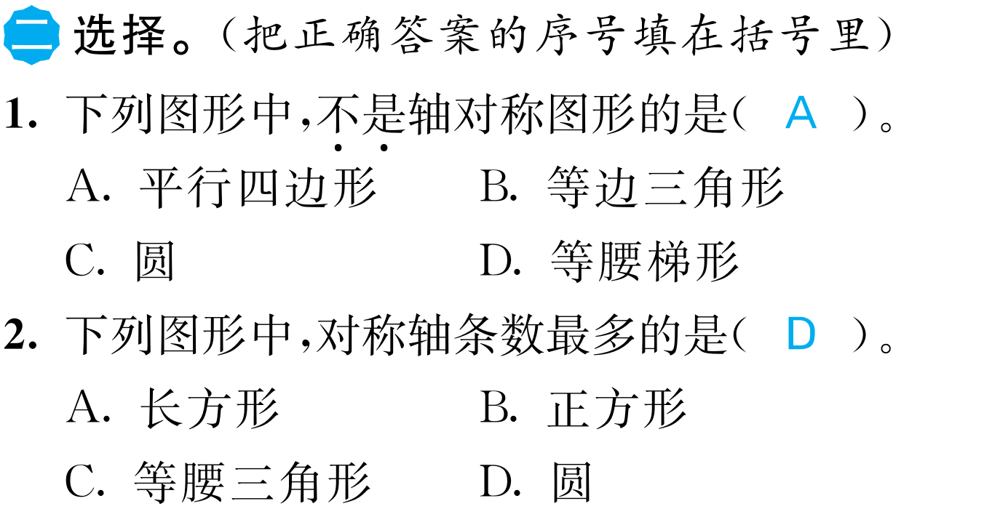 二 选择。(把正确答案的序号填在括号里)
1. 下列图形中,不是轴对称图形的是( A )。
A. 平行四边形 B. 等边三角形
C. 圆 D. 等腰梯形
2. 下列图形中,对称轴条数最多的是( D )。
A. 长方形 B. 正方形
C. 等腰三角形 D. 圆